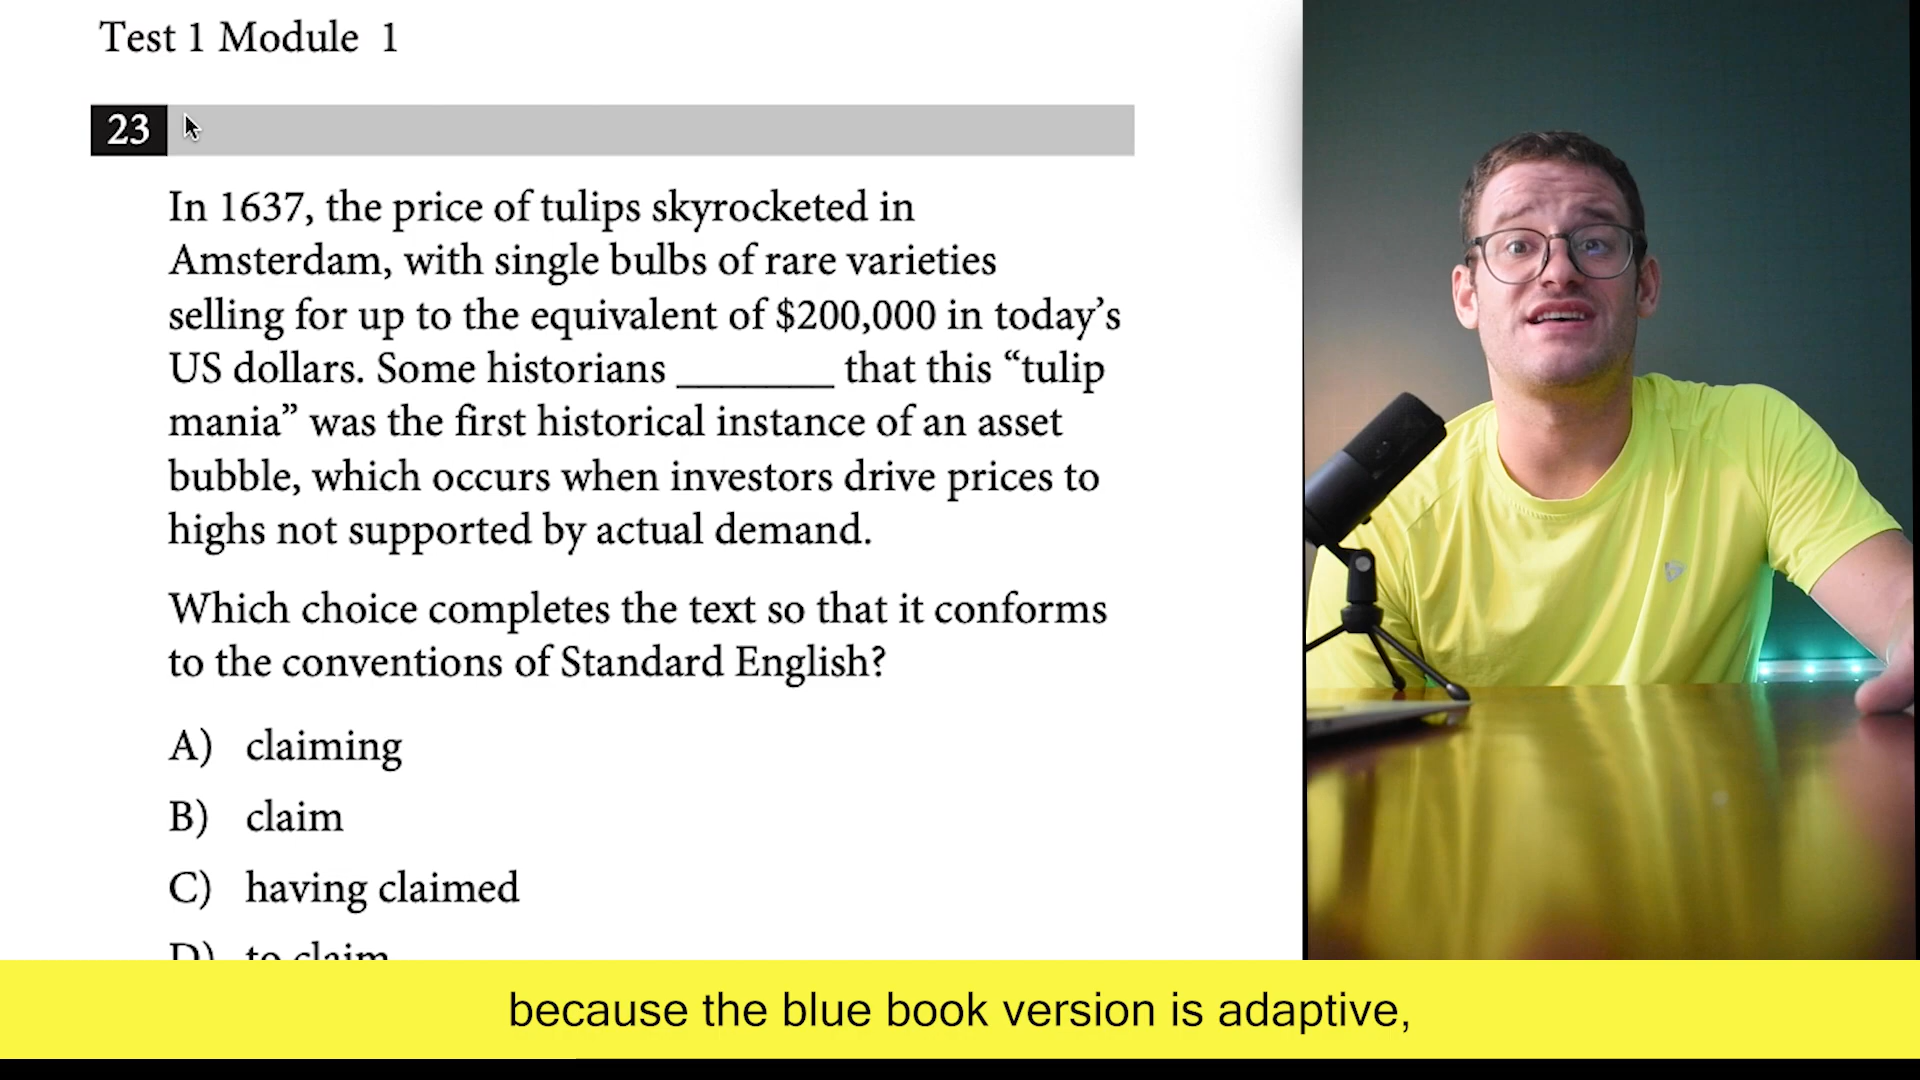 Test 1 Module 1
23
In 1637, the price of tulips skyrocketed in
Amsterdam, with single bulbs of rare varieties
selling for up to the equivalent of $200,000 in today’s
US dollars. Some historians ________ that this “tulip
mania” was the first historical instance of an asset
bubble, which occurs when investors drive prices to
highs not supported by actual demand.
Which choice completes the text so that it conforms
to the conventions of Standard English?
A) claiming
B) claim
C) having claimed
D) to claim
because the blue book version is adaptive,